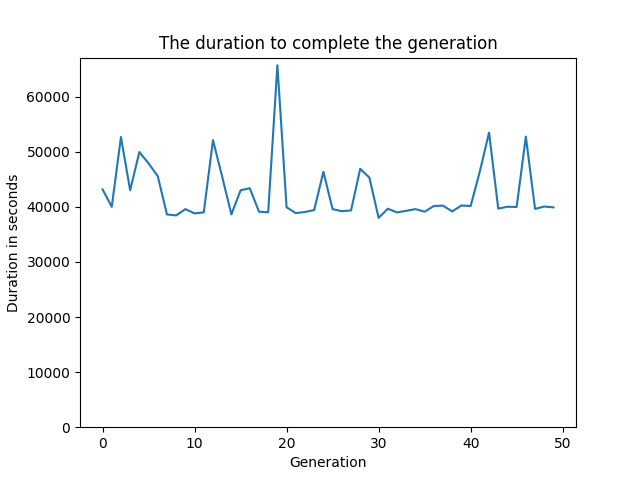 The duration to complete the generation
60000
50000
40000
30000
20000
10000
0
Duration in seconds
0 10 20 30 40 50
Generation